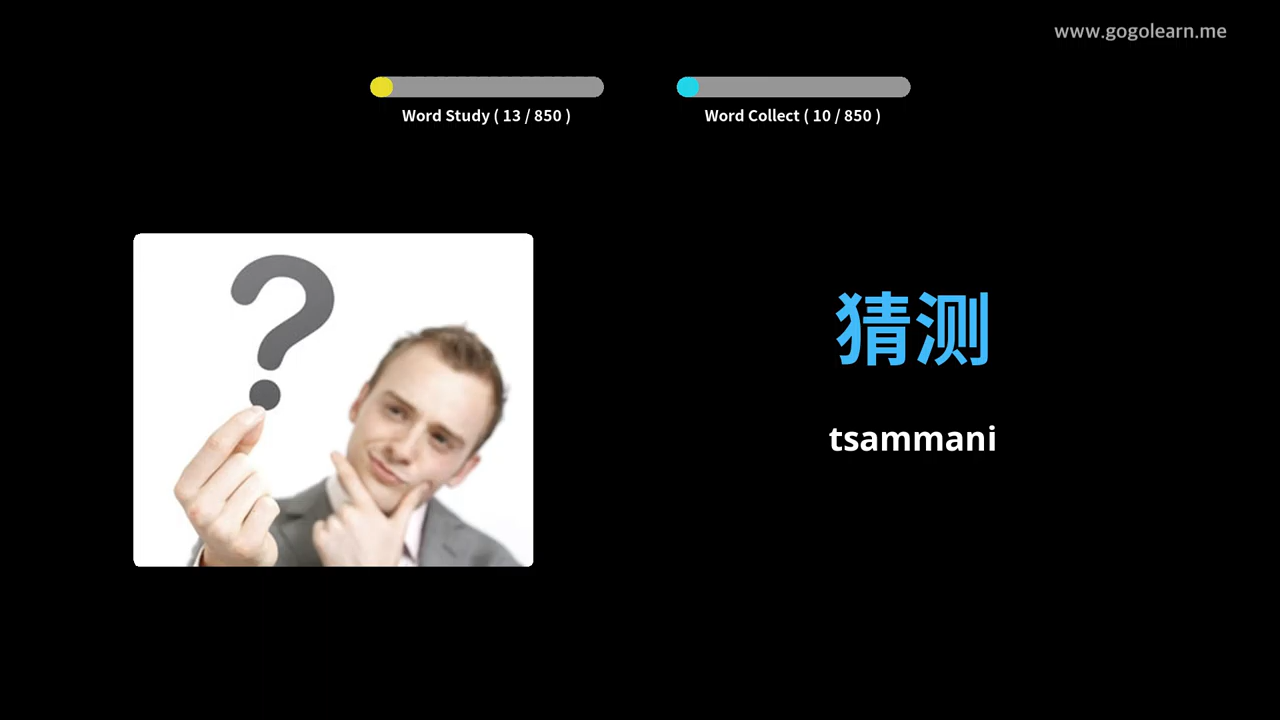 www.gogolearn.me
Word Study ( 13 / 850 )
Word Collect ( 10 / 850 )
?
猜测
tsammani